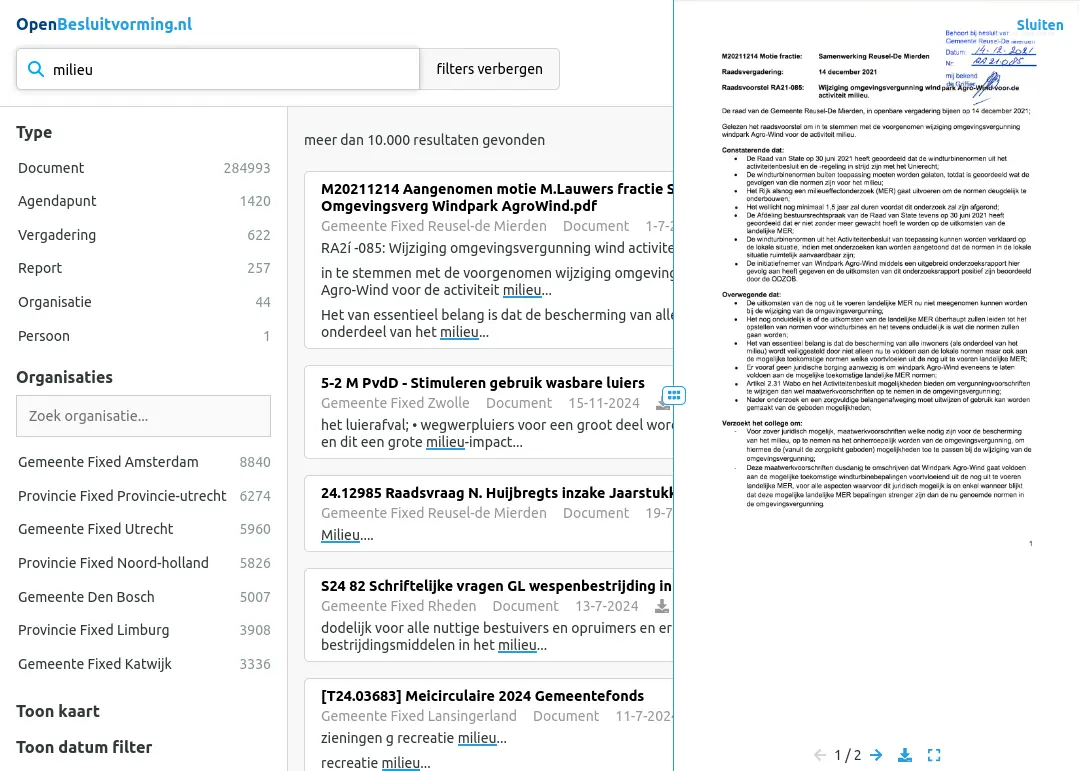 OpenBesluitvorming.nl
milieu
filters verbergen
Type
Document 284993
Agendapunt 1420
Vergadering 622
Report 257
Organisatie 44
Persoon 1
Organisaties
Zoek organisatie...
Gemeente Fixed Amsterdam 8840
Provincie Fixed Provincie-utrecht 6274
Gemeente Fixed Utrecht 5960
Provincie Fixed Noord-holland 5826
Gemeente Den Bosch 5007
Provincie Fixed Limburg 3908
Gemeente Fixed Katwijk 3336
Toon kaart
Toon datum filter
meer dan 10.000 resultaten gevonden
M20211214 Aangenomen motie M.Lauwers fractie S
Omgevingsverg Windpark AgroWind.pdf
Gemeente Fixed Reusel-de Mierden Document 1-7-2
RA2í -085: Wijziging omgevingsvergunning wind activite
in te stemmen met de voorgenomen wijziging omgeving
Agro-Wind voor de activiteit milieu...
Het van essentieel belang is dat de bescherming van alle
onderdeel van het milieu...
5-2 M PvdD - Stimuleren gebruik wasbare luiers
Gemeente Fixed Zwolle Document 15-11-2024
het luierafval; • wegwerpluiers voor een groot deel word
en dit een grote milieu-impact...
24.12985 Raadsvraag N. Huijbregts inzake Jaarstukk
Gemeente Fixed Reusel-de Mierden Document 19-7
Milieu....
S24 82 Schriftelijke vragen GL wespenbestrijding in
Gemeente Fixed Rheden Document 13-7-2024
dodelijk voor alle nuttige bestuivers en opruimers en er
bestrijdingsmiddelen in het milieu...
[T24.03683] Meicirculaire 2024 Gemeentefonds
Gemeente Fixed Lansingerland Document 11-7-2024
zieningen g recreatie milieu...
recreatie milieu...
Sluiten
Behoort bij besluit van
Gemeente Reusel-De Mierden
Datum 14-12-2021
Nr. RA21-085
mij bekend
de Griffier
M20211214 Motie fractie: Samenwerking Reusel-De Mierden
Raadsvergadering: 14 december 2021
Raadsvoorstel RA21-085: Wijziging omgevingsvergunning windpark Agro-Wind voor de
activiteit milieu.
De raad van de Gemeente Reusel-De Mierden, in openbare vergadering bijeen op 14 december 2021;
Gelezen het raadsvoorstel om in te stemmen met de voorgenomen wijziging omgevingsvergunning
windpark Agro-Wind voor de activiteit milieu.
Constaterende dat:
• De Raad van State op 30 juni 2021 heeft geoordeeld dat de windturbinenormen uit het
activiteitenbesluit en de -regeling in strijd zijn met het Unierecht;
• De windturbinenormen buiten toepassing moeten worden gelaten, totdat is geoordeeld wat de
gevolgen van die normen zijn voor het milieu;
• Het Rijk alsnog een milieueffectonderzoek (MER) gaat uitvoeren om de normen deugdelijk te
onderbouwen;
• Het wellicht nog minimaal 1,5 jaar zal duren voordat dit onderzoek zal zijn afgerond;
• De Afdeling bestuursrechtspraak van de Raad van State tevens op 30 juni 2021 heeft
geoordeeld dat er niet zonder meer gewacht hoeft te worden op de uitkomsten van de
landelijke MER;
• De windturbinenormen uit het Activiteitenbesluit van toepassing kunnen worden verklaard op
de lokale situatie, indien met onderzoeken kan worden aangetoond dat de normen in de lokale
situatie ruimtelijk aanvaardbaar zijn;
• De initiatiefnemer van Windpark Agro-Wind middels een uitgebreid onderzoeksrapport hier
gevolg aan heeft gegeven en de uitkomsten van dit onderzoeksrapport positief zijn beoordeeld
door de ODZOB.
Overwegende dat:
• De uitkomsten van de nog uit te voeren landelijke MER nu niet meegenomen kunnen worden
bij de wijziging van de omgevingsvergunning;
• Het nog onduidelijk is of de uitkomsten van de landelijke MER überhaupt zullen leiden tot het
opstellen van normen voor windturbines en het tevens onduidelijk is wat die normen zullen
gaan worden;
• Het van essentieel belang is dat de bescherming van alle inwoners (als onderdeel van het
milieu) wordt veiliggesteld door niet alleen nu te voldoen aan de lokale normen maar ook aan
de mogelijke toekomstige normen welke voortvloeien uit de nog uit te voeren landelijke MER;
• Er vooraf geen juridische borging aanwezig is om windpark Agro-Wind eveneens te laten
voldoen aan de mogelijke toekomstige landelijke MER normen;
• Artikel 2.31 Wabo en het Activiteitenbesluit mogelijkheden bieden om vergunningvoorschriften
te wijzigen dan wel maatwerkvoorschriften op te nemen in de omgevingsvergunning.
• Nader onderzoek en een zorgvuldige belangenafweging moet uitwijzen of gebruik kan worden
gemaakt van de geboden mogelijkheden;
Verzoekt het college om:
- Voor zover juridisch mogelijk, maatwerkvoorschriften welke nodig zijn voor de bescherming
van het milieu, op te nemen na het onherroepelijk worden van de omgevingsvergunning, om
hiermee de (vanuit de zorgplicht geboden) mogelijkheden toe te passen bij de wijziging van de
omgevingsvergunning;
- Deze maatwerkvoorschriften dusdanig te omschrijven dat Windpark Agro-Wind gaat voldoen
aan de mogelijke toekomstige windturbinebepalingen voortvloeiend uit de nog uit te voeren
landelijke MER, voor alle aspecten waarvoor dit juridisch mogelijk is en enkel wanneer blijkt
dat deze mogelijke landelijke MER bepalingen strenger zijn dan de nu genoemde normen in
de omgevingsvergunning.
1
1 / 2